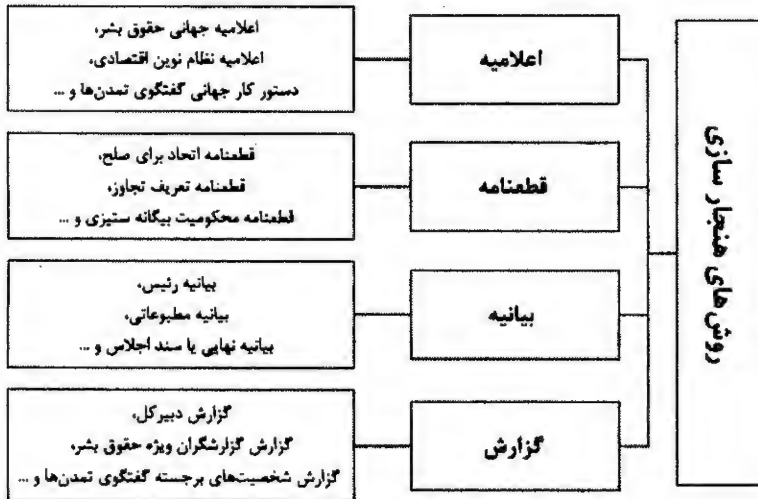 روش‌های هنجار سازی
اعلامیه
اعلامیه جهانی حقوق بشر،
اعلامیه نظام نوین اقتصادی،
دستور کار جهانی گفتگوی تمدن‌ها و ...
قطعنامه
قطعنامه اتحاد برای صلح،
قطعنامه تعریف تجاوز،
قطعنامه محکومیت بیگانه ستیزی و ...
بیانیه
بیانیه رئیس،
بیانیه مطبوعاتی،
بیانیه نهایی یا سند اجلاس و ...
گزارش
گزارش دبیرکل،
گزارش گزارشگران ویژه حقوق بشر،
گزارش شخصیت‌های برجسته گفتگوی تمدن‌ها و ...